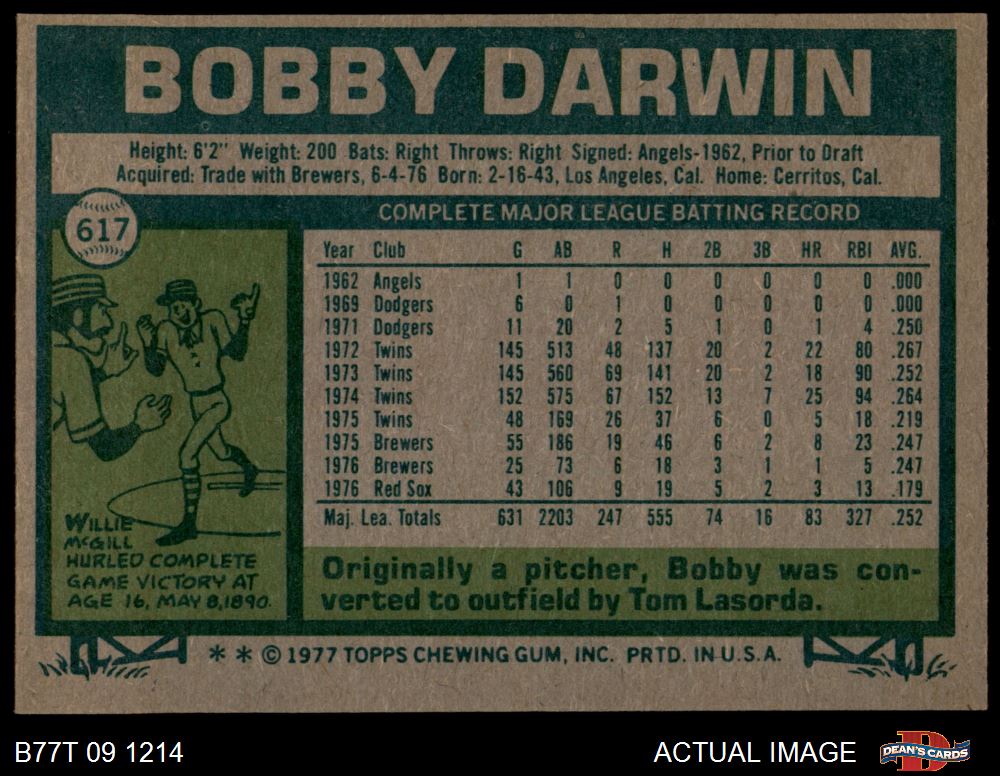 BOBBY DARWIN
Height: 6'2" Weight: 200 Bats: Right Throws: Right Signed: Angels-1962, Prior to Draft
Acquired: Trade with Brewers, 6-4-76 Born: 2-16-43, Los Angeles, Cal. Home: Cerritos, Cal.
617
COMPLETE MAJOR LEAGUE BATTING RECORD
Year Club G AB R H 2B 3B HR RBI AVG.
1962 Angels 1 1 0 0 0 0 0 0 .000
1969 Dodgers 6 0 1 0 0 0 0 0 .000
1971 Dodgers 11 20 2 5 1 0 1 4 .250
1972 Twins 145 513 48 137 20 2 22 80 .267
1973 Twins 145 560 69 141 20 2 18 90 .252
1974 Twins 152 575 67 152 13 7 25 94 .264
1975 Twins 48 169 26 37 6 0 5 18 .219
1975 Brewers 55 186 19 46 6 2 8 23 .247
1976 Brewers 25 73 6 18 3 1 1 5 .247
1976 Red Sox 43 106 9 19 5 2 3 13 .179
Maj. Lea. Totals 631 2203 247 555 74 16 83 327 .252
WILLIE
McGILL
HURLED COMPLETE
GAME VICTORY AT
AGE 16, MAY 8, 1890.
Originally a pitcher, Bobby was con-
verted to outfield by Tom Lasorda.
* * © 1977 TOPPS CHEWING GUM, INC. PRTD. IN U.S.A.
B77T 09 1214
ACTUAL IMAGE
DEAN'S CARDS